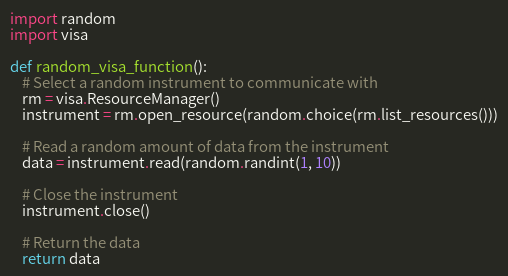 import random
import visa

def random_visa_function():
    # Select a random instrument to communicate with
    rm = visa.ResourceManager()
    instrument = rm.open_resource(random.choice(rm.list_resources()))

    # Read a random amount of data from the instrument
    data = instrument.read(random.randint(1, 10))

    # Close the instrument
    instrument.close()

    # Return the data
    return data